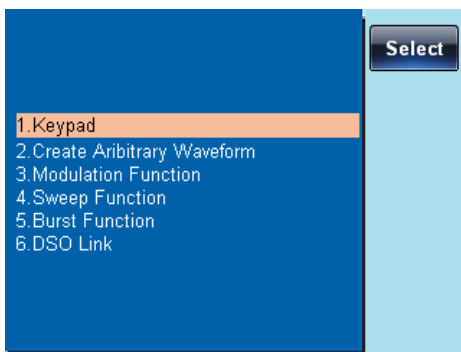 Select
1.Keypad
2.Create Aribitrary Waveform
3.Modulation Function
4.Sweep Function
5.Burst Function
6.DSO Link